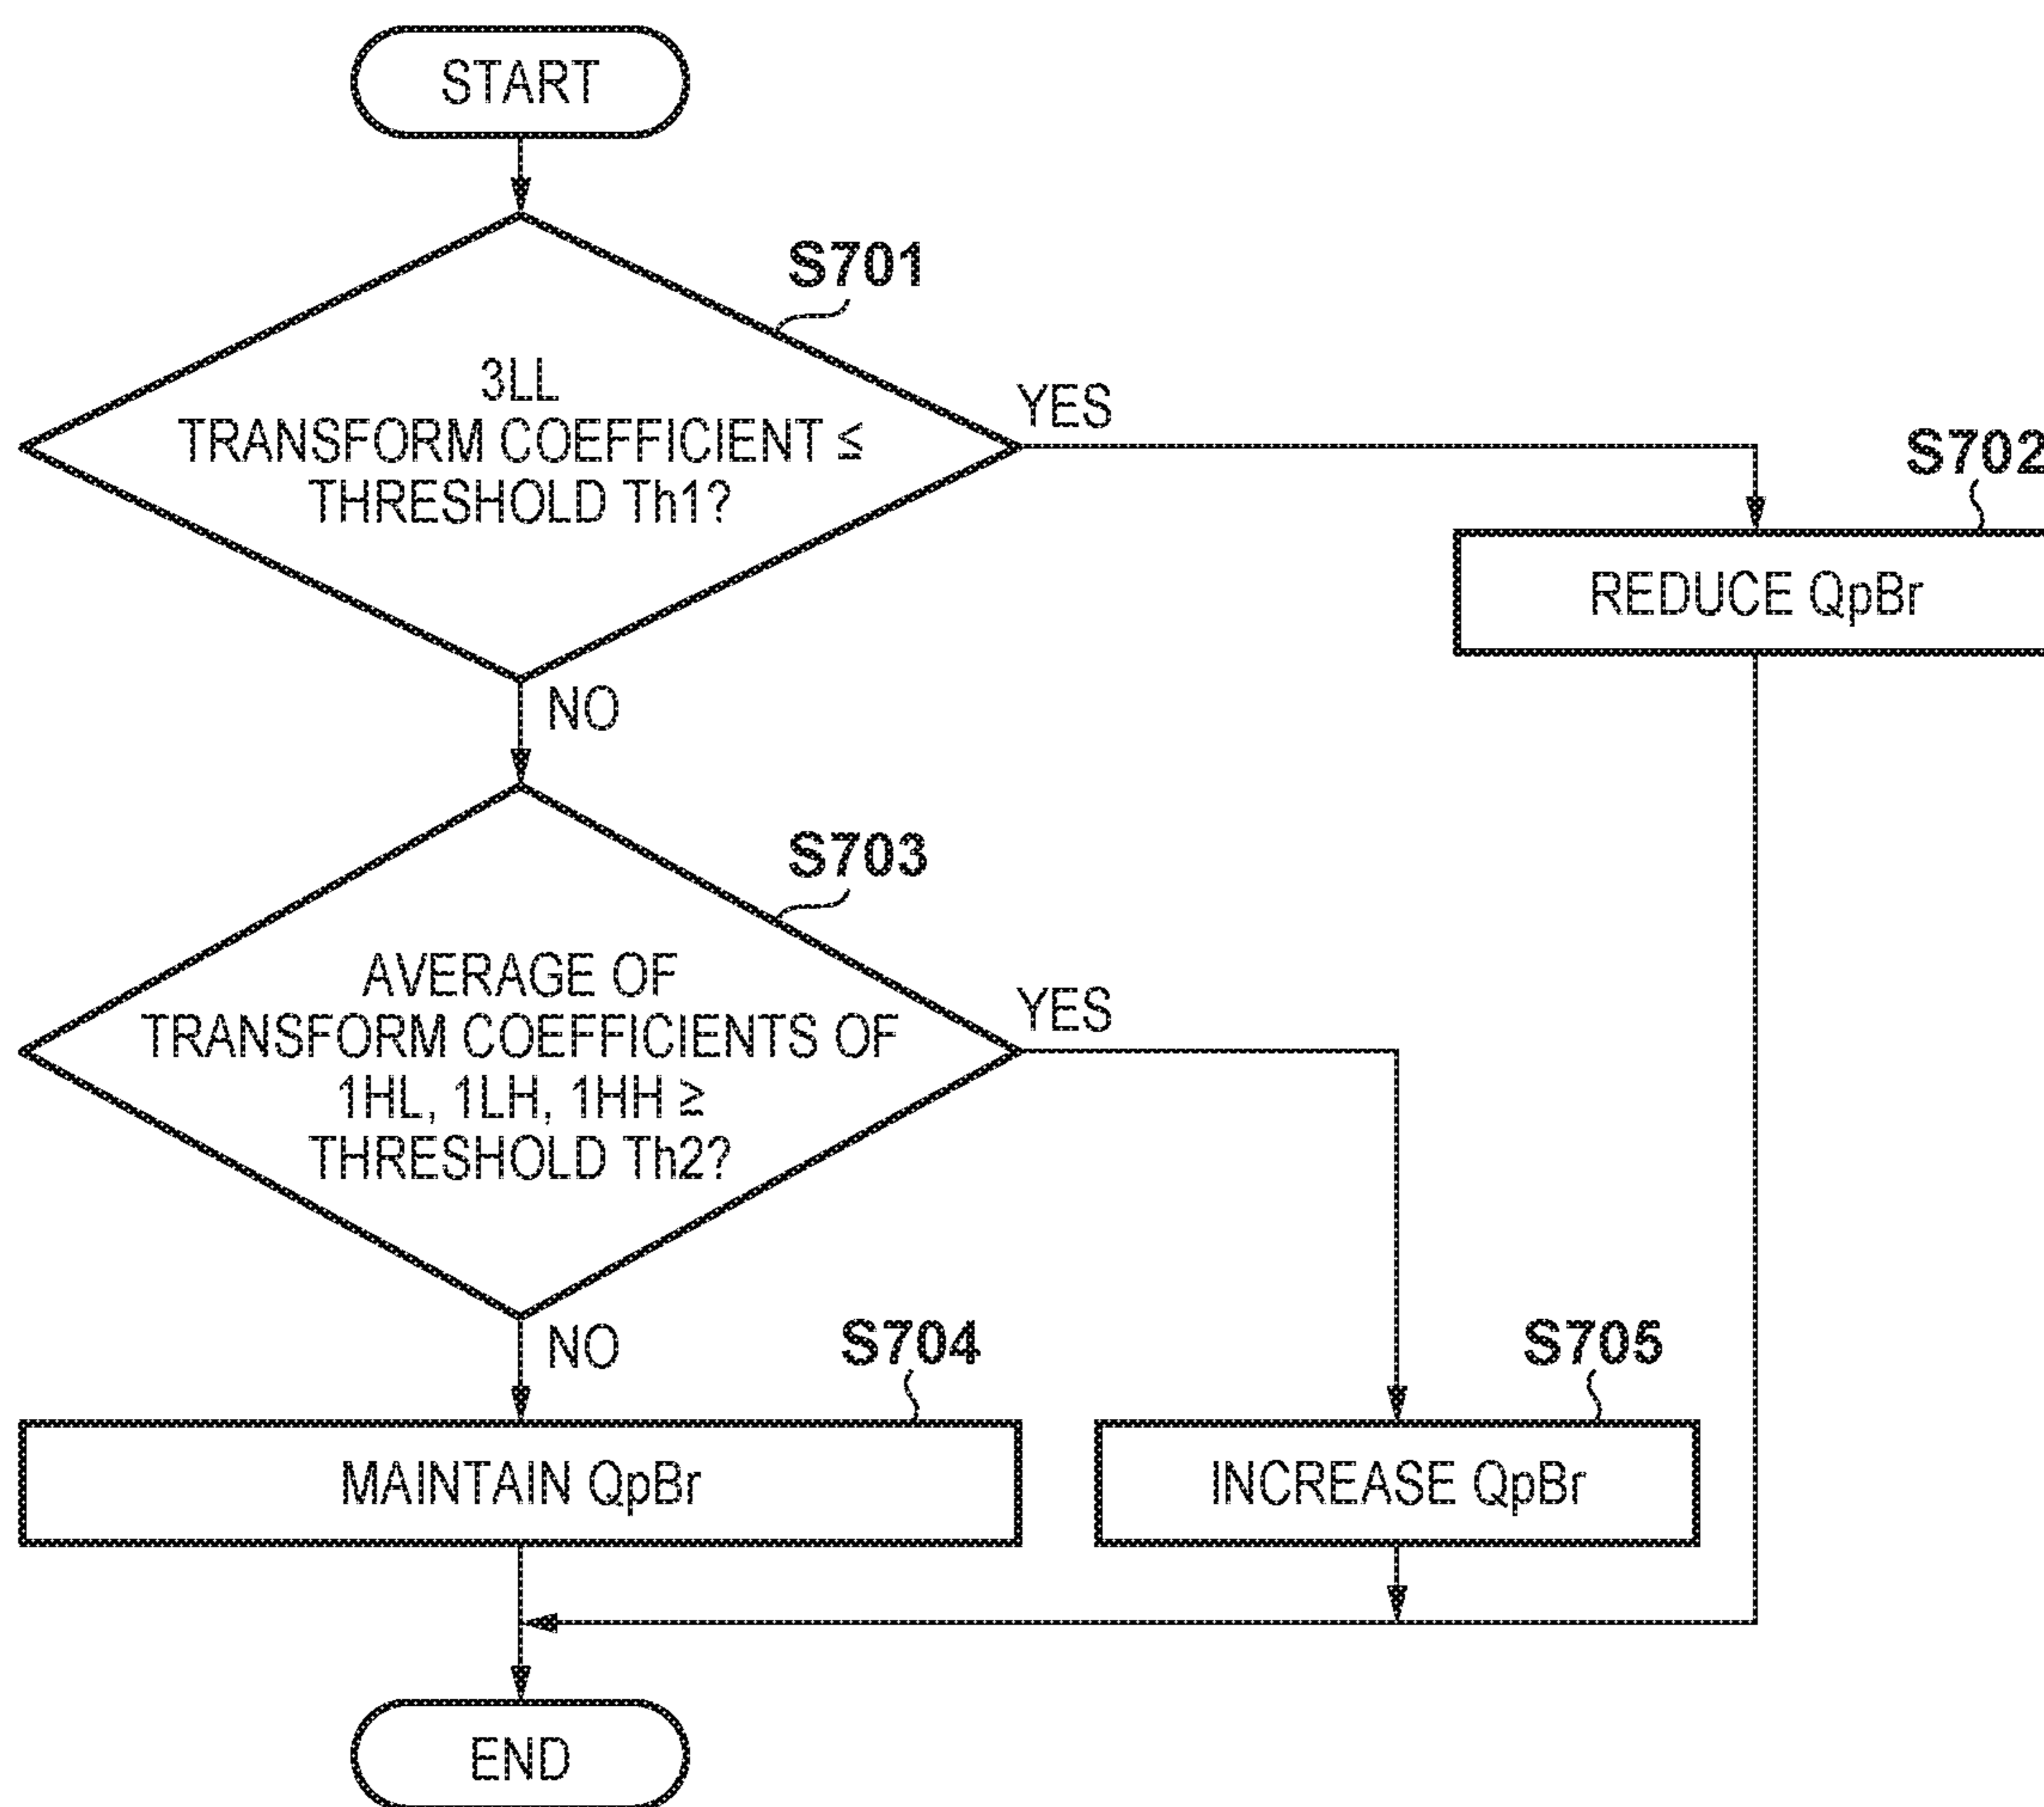 START
S701
3LL
TRANSFORM COEFFICIENT ≤
THRESHOLD Th1?
YES
S702
REDUCE QpBr
NO
S703
AVERAGE OF
TRANSFORM COEFFICIENTS OF
1HL, 1LH, 1HH ≥
THRESHOLD Th2?
YES
NO
S704
MAINTAIN QpBr
S705
INCREASE QpBr
END